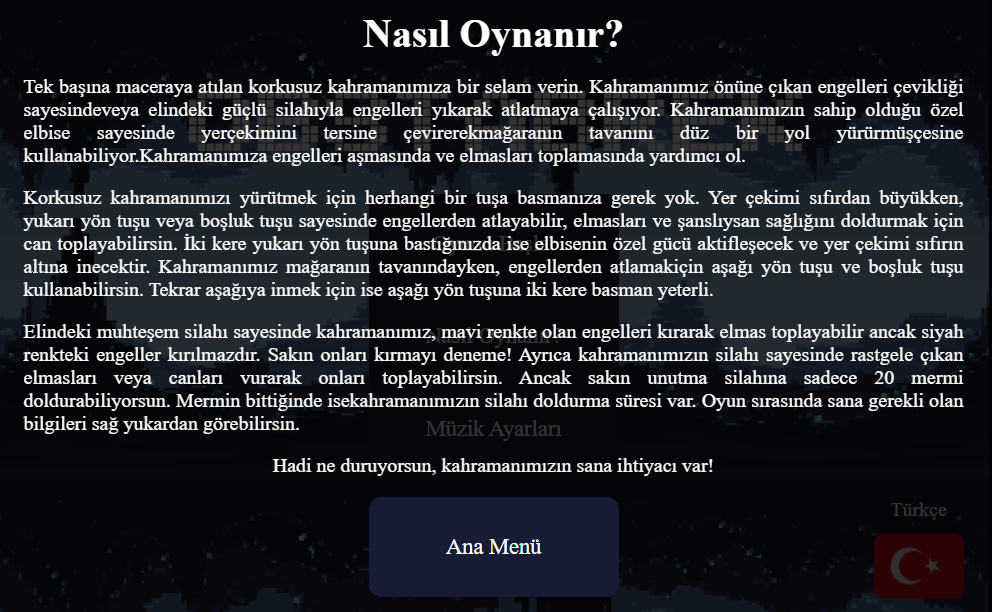 Nasıl Oynanır?
Tek başına maceraya atılan korkusuz kahramanımıza bir selam verin. Kahramanımız önüne çıkan engelleri çevikliği
sayesindeveya elindeki güçlü silahıyla engelleri yıkarak atlatmaya çalışıyor. Kahramanımızın sahip olduğu özel
elbise sayesinde yerçekimini tersine çevirerekmağaranın tavanını düz bir yol yürürmüşçesine
kullanabiliyor.Kahramanımıza engelleri aşmasında ve elmasları toplamasında yardımcı ol.
Korkusuz kahramanımızı yürütmek için herhangi bir tuşa basmanıza gerek yok. Yer çekimi sıfırdan büyükken,
yukarı yön tuşu veya boşluk tuşu sayesinde engellerden atlayabilir, elmasları ve şanslıysan sağlığını doldurmak için
can toplayabilirsin. İki kere yukarı yön tuşuna bastığınızda ise elbisenin özel gücü aktifleşecek ve yer çekimi sıfırın
altına inecektir. Kahramanımız mağaranın tavanındayken, engellerden atlamakiçin aşağı yön tuşu ve boşluk tuşu
kullanabilirsin. Tekrar aşağıya inmek için ise aşağı yön tuşuna iki kere basman yeterli.
Elindeki muhteşem silahı sayesinde kahramanımız, mavi renkte olan engelleri kırarak elmas toplayabilir ancak siyah
renkteki engeller kırılmazdır. Sakın onları kırmayı deneme! Ayrıca kahramanımızın silahı sayesinde rastgele çıkan
elmasları veya canları vurarak onları toplayabilirsin. Ancak sakın unutma silahına sadece 20 mermi
doldurabiliyorsun. Mermin bittiğinde isekahramanımızın silahı doldurma süresi var. Oyun sırasında sana gerekli olan
bilgileri sağ yukardan görebilirsin.
Müzik Ayarları
Hadi ne duruyorsun, kahramanımızın sana ihtiyacı var!
Türkçe
Ana Menü